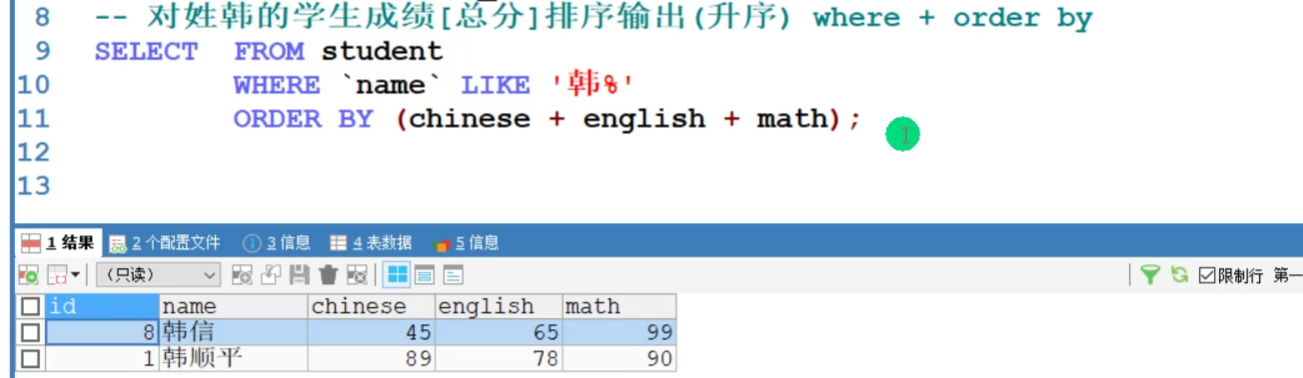 8 -- 对姓韩的学生成绩[总分]排序输出(升序) where + order by
9 SELECT FROM student
10 WHERE `name` LIKE '韩%'
11 ORDER BY (chinese + english + math);
12
13
1 结果 2 个配置文件 3 信息 4 表数据 5 信息
（只读） 限制行 第一
id name chinese english math
8 韩信 45 65 99
1 韩顺平 89 78 90